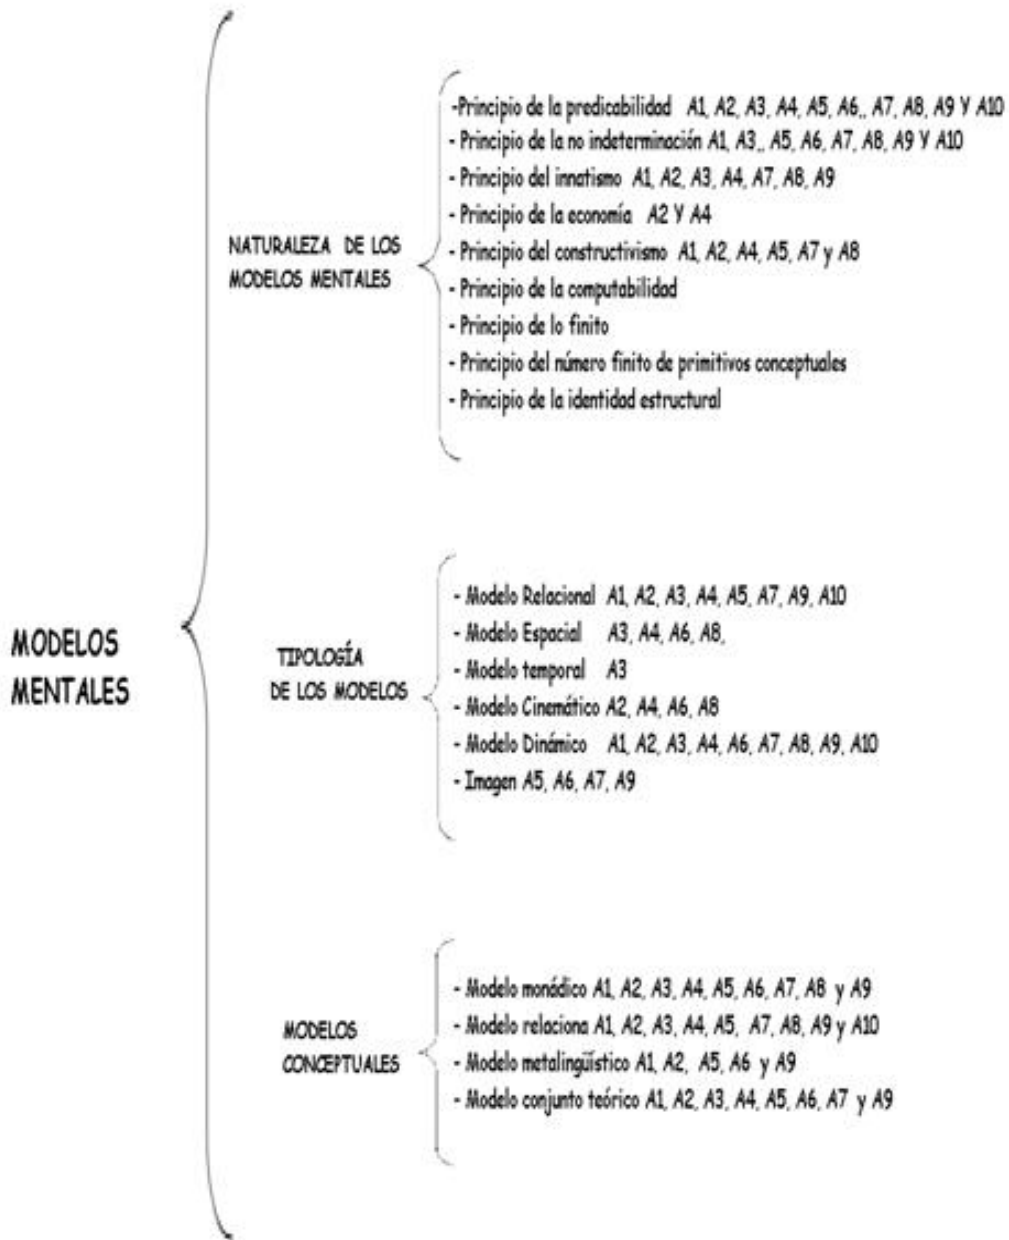 -Principio de la predicabilidad A1, A2, A3, A4, A5, A6,, A7, A8, A9 Y A10
- Principio de la no indeterminación A1, A3,, A5, A6, A7, A8, A9 Y A10
- Principio del innatismo A1, A2, A3, A4, A7, A8, A9
- Principio de la economía A2 Y A4
NATURALEZA DE LOS
MODELOS MENTALES
- Principio del constructivismo A1, A2, A4, A5, A7 y A8
- Principio de la computabilidad
- Principio de lo finito
- Principio del número finito de primitivos conceptuales
- Principio de la identidad estructural
MODELOS
MENTALES
TIPOLOGÍA
DE LOS MODELOS
- Modelo Relacional A1, A2, A3, A4, A5, A7, A9, A10
- Modelo Espacial A3, A4, A6, A8,
- Modelo temporal A3
- Modelo Cinemático A2, A4, A6, A8
- Modelo Dinámico A1, A2, A3, A4, A6, A7, A8, A9, A10
- Imagen A5, A6, A7, A9
MODELOS
CONCEPTUALES
- Modelo monádico A1, A2, A3, A4, A5, A6, A7, A8 y A9
- Modelo relaciona A1, A2, A3, A4, A5, A7, A8, A9 y A10
- Modelo metalingüístico A1, A2, A5, A6 y A9
- Modelo conjunto teórico A1, A2, A3, A4, A5, A6, A7 y A9